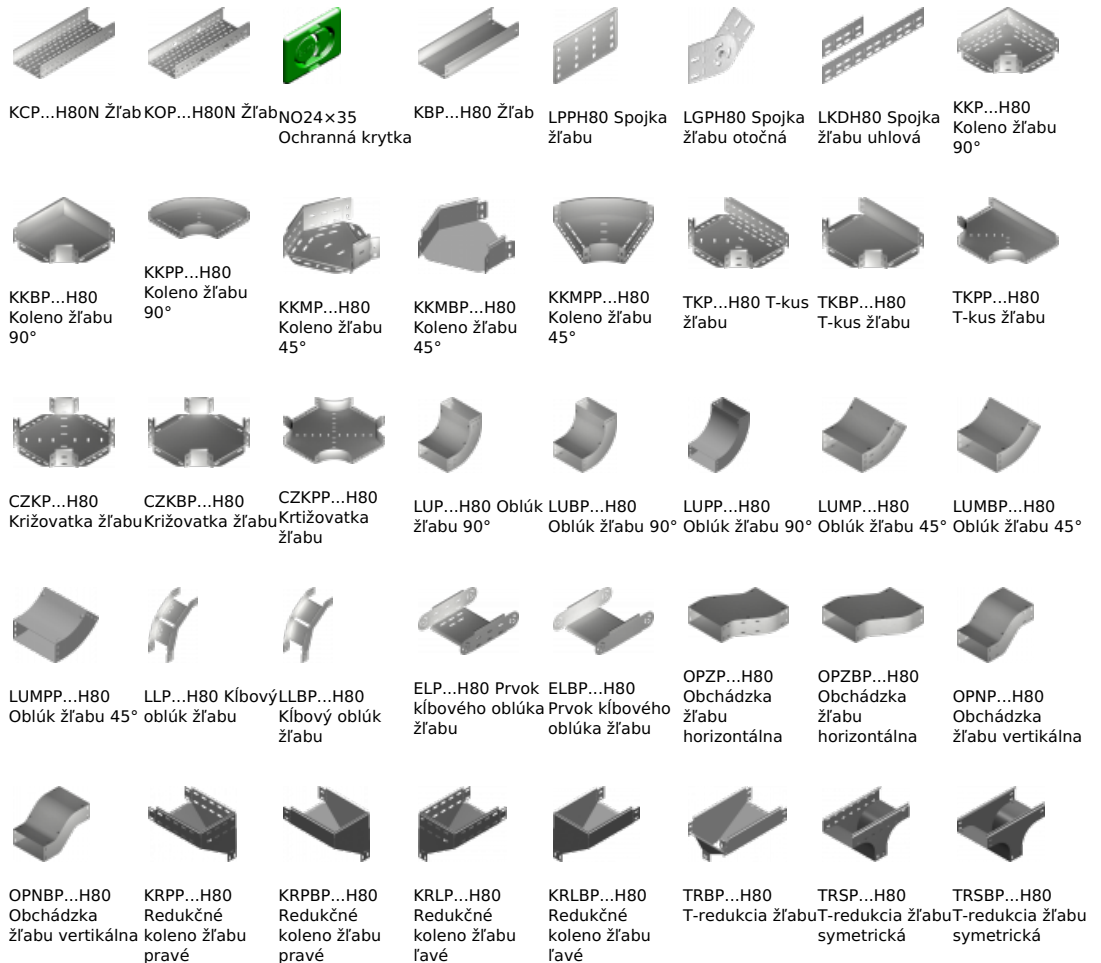 KCP...H80N Žľab
KOP...H80N Žľab
NO24×35
Ochranná krytka
KBP...H80 Žľab
LPPH80 Spojka
žľabu
LGPH80 Spojka
žľabu otočná
LKDH80 Spojka
žľabu uhlová
KKP...H80
Koleno žľabu
90°
KKBP...H80
Koleno žľabu
90°
KKPP...H80
Koleno žľabu
90°
KKMP...H80
Koleno žľabu
45°
KKMBP...H80
Koleno žľabu
45°
KKMPP...H80
Koleno žľabu
45°
TKP...H80 T-kus
žľabu
TKBP...H80
T-kus žľabu
TKPP...H80
T-kus žľabu
CZKP...H80
Križovatka žľabu
CZKBP...H80
Križovatka žľabu
CZKPP...H80
Krtižovatka
žľabu
LUP...H80 Oblúk
žľabu 90°
LUBP...H80
Oblúk žľabu 90°
LUPP...H80
Oblúk žľabu 90°
LUMP...H80
Oblúk žľabu 45°
LUMBP...H80
Oblúk žľabu 45°
LUMPP...H80
Oblúk žľabu 45°
LLP...H80 Kĺbový
oblúk žľabu
LLBP...H80
Kĺbový oblúk
žľabu
ELP...H80 Prvok
kĺbového oblúka
žľabu
ELBP...H80
Prvok kĺbového
oblúka žľabu
OPZP...H80
Obchádzka
žľabu
horizontálna
OPZBP...H80
Obchádzka
žľabu
horizontálna
OPNP...H80
Obchádzka
žľabu vertikálna
OPNBP...H80
Obchádzka
žľabu vertikálna
KRPP...H80
Redukčné
koleno žľabu
pravé
KRPBP...H80
Redukčné
koleno žľabu
pravé
KRLP...H80
Redukčné
koleno žľabu
ľavé
KRLBP...H80
Redukčné
koleno žľabu
ľavé
TRBP...H80
T-redukcia žľabu
TRSP...H80
T-redukcia žľabu
symetrická
TRSBP...H80
T-redukcia žľabu
symetrická